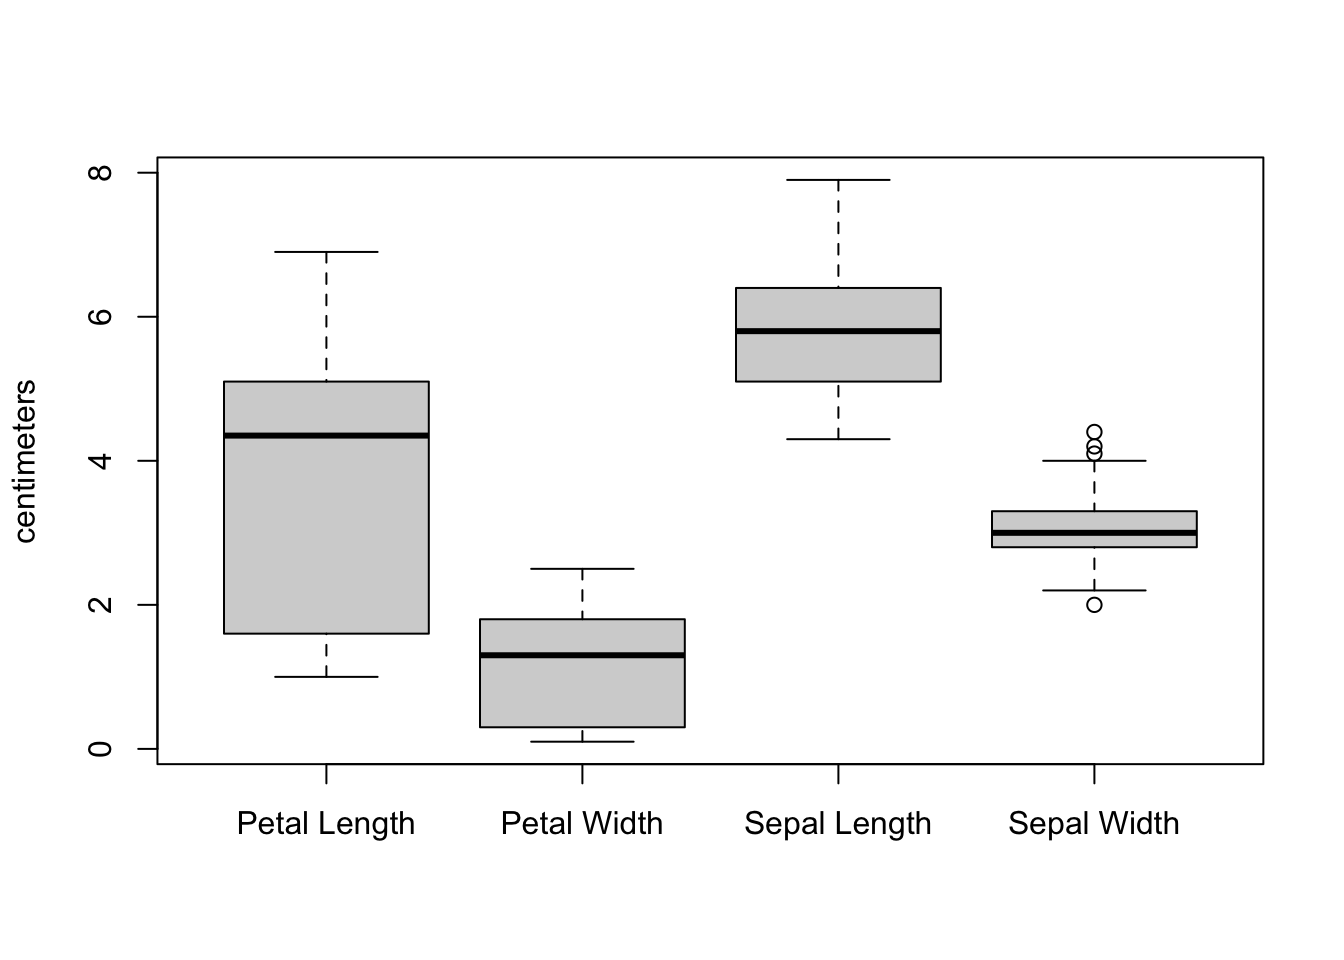 centimeters
8
6
4
2
0
Petal Length
Petal Width
Sepal Length
Sepal Width